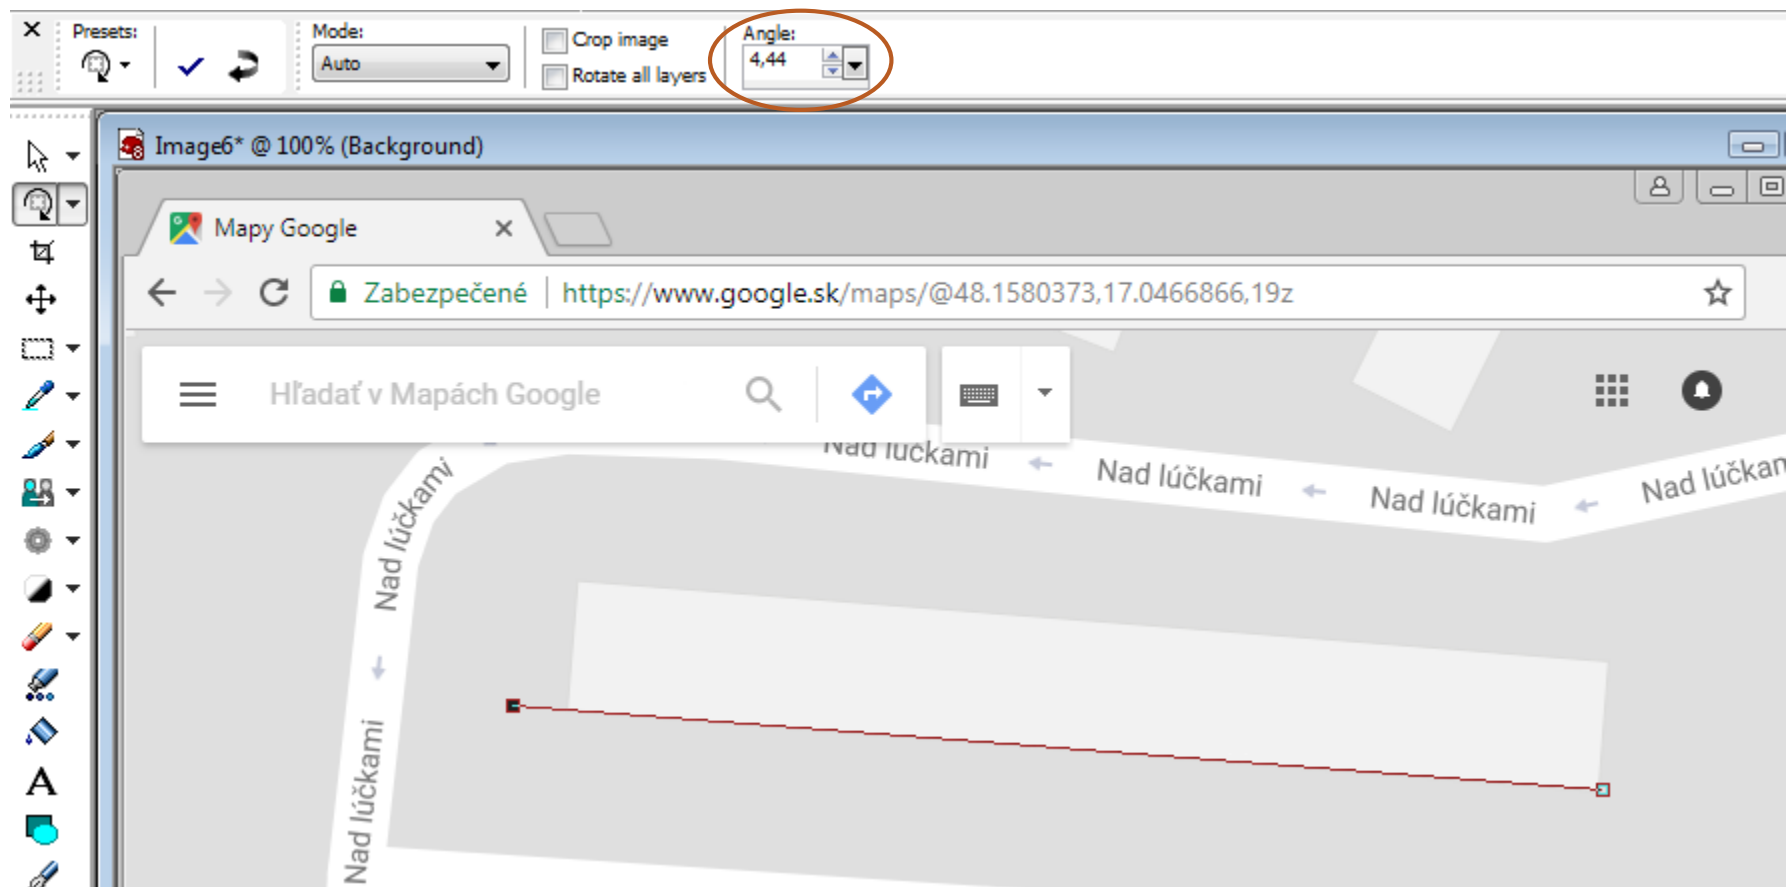 Presets:
Mode:
Auto
Crop image
Rotate all layers
Angle:
4,44
Image6* @ 100% (Background)
Mapy Google
Zabezpečené | https://www.google.sk/maps/@48.1580373,17.0466866,19z
Hľadať v Mapách Google
Nad lúčkami
Nad lúčkami
Nad lúčkami
Nad lúčkam
Nad lúčkami
Nad lúčkami
A